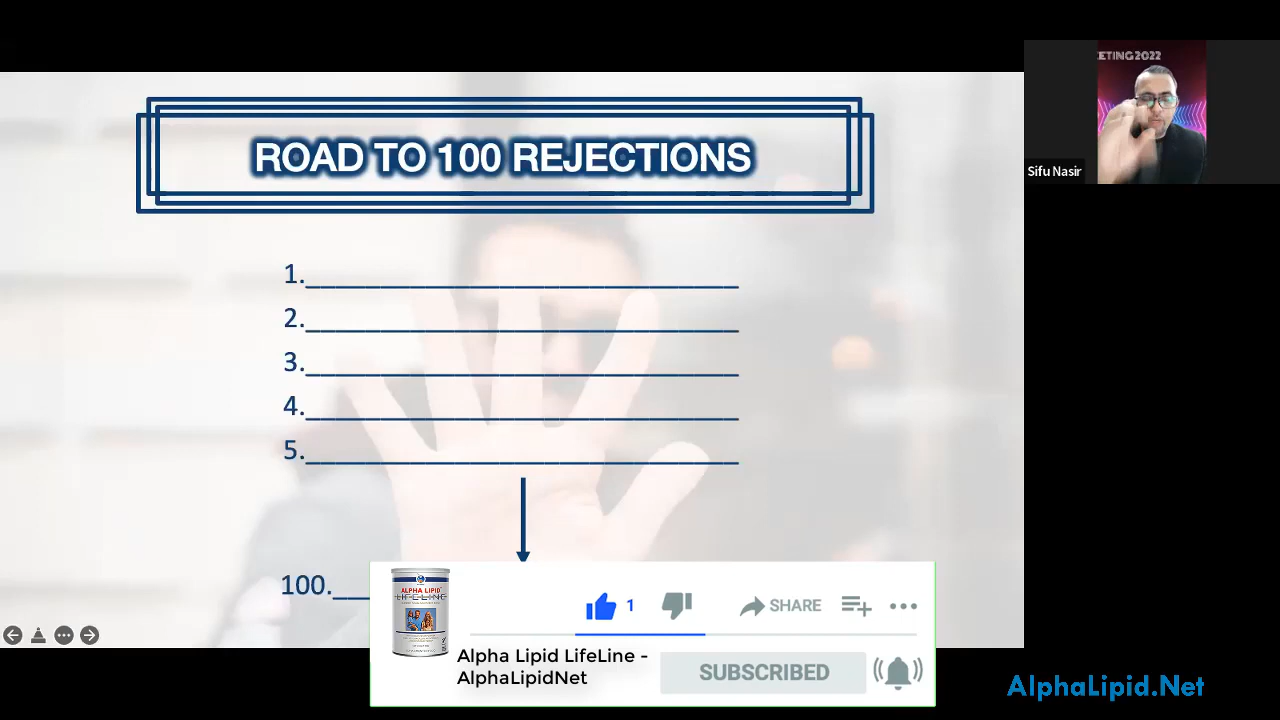 ROAD TO 100 REJECTIONS
1.
2.
3.
4.
5.
100.
EETING2022
Sifu Nasir
ALPHA LIPID
LIFELINE
1
SHARE
Alpha Lipid LifeLine -
AlphaLipidNet
SUBSCRIBED
AlphaLipid.Net